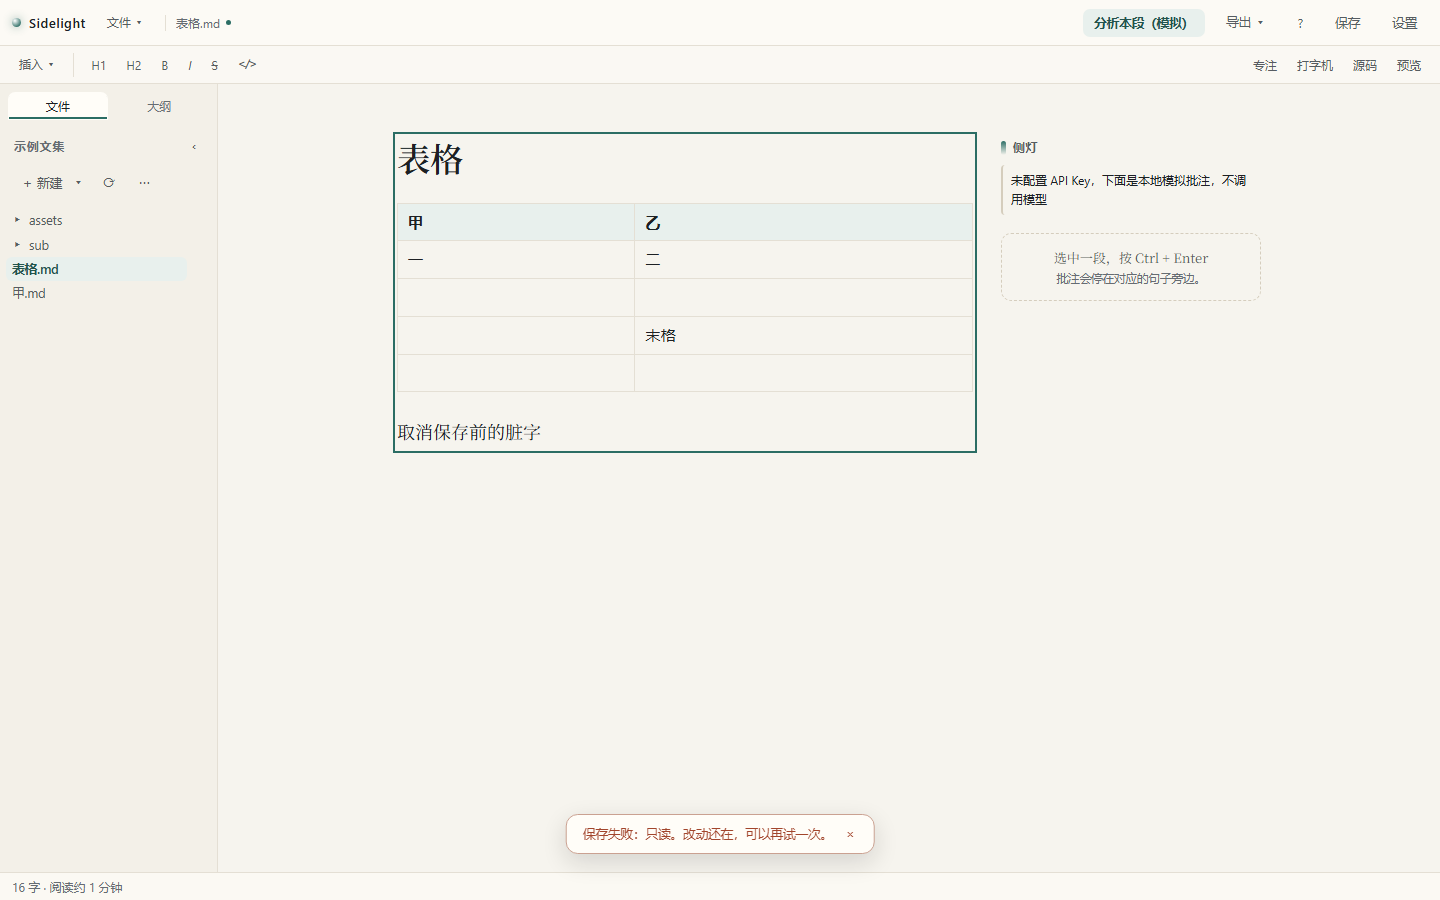 Sidelight 文件 ▾ 表格.md ● 分析本段（模拟） 导出 ▾ ? 保存 设置
插入 ▾ H1 H2 B I S </> 专注 打字机 源码 预览
文件 大纲
示例文集 ‹
+ 新建 ▾ ⟳ ···
▸ assets
▸ sub
表格.md
甲.md
表格
甲 乙
一 二
末格
取消保存前的脏字
侧灯
未配置 API Key，下面是本地模拟批注，不调
用模型
选中一段，按 Ctrl + Enter
批注会停在对应的句子旁边。
保存失败：只读。改动还在，可以再试一次。 ×
16 字 · 阅读约 1 分钟